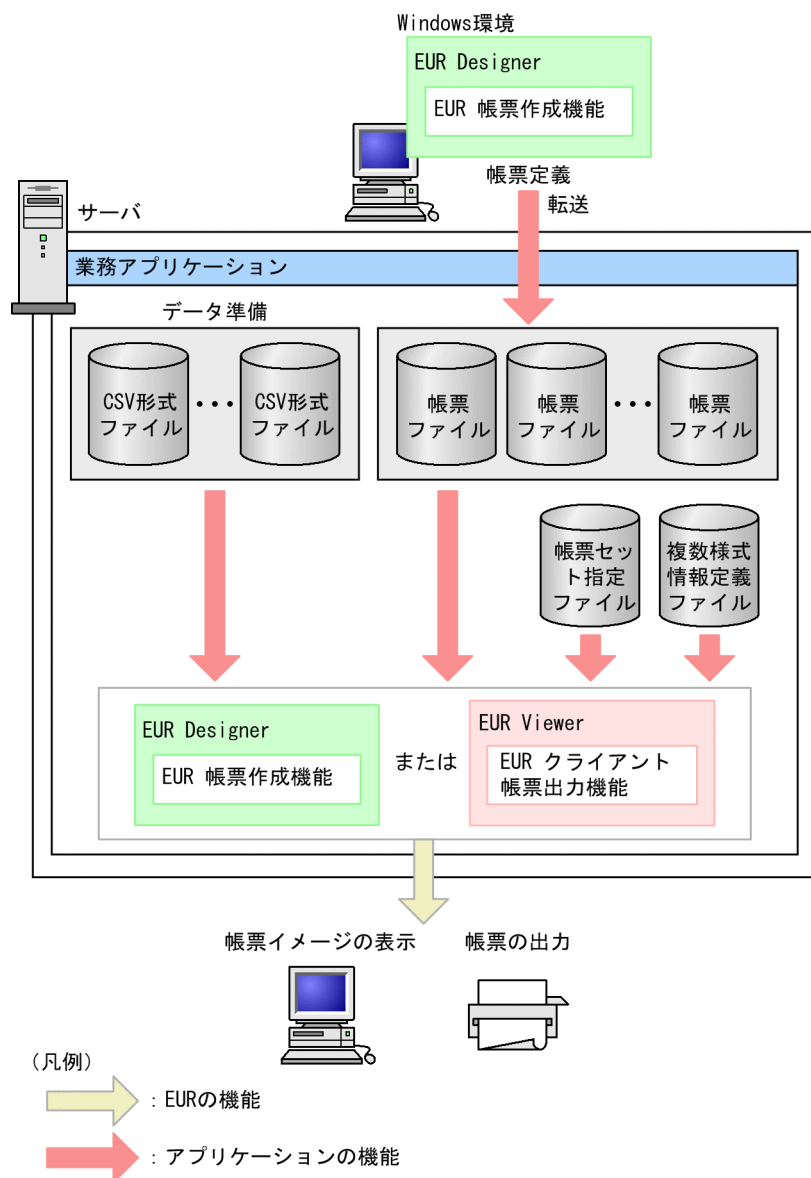 Windows環境
EUR Designer
EUR 帳票作成機能
帳票定義
転送
サーバ
業務アプリケーション
データ準備
CSV形式
ファイル
･･･
CSV形式
ファイル
帳票
ファイル
帳票
ファイル
･･･
帳票
ファイル
帳票セッ
ト指定
ファイル
複数様式
情報定義
ファイル
EUR Designer
EUR 帳票作成機能
または
EUR Viewer
EUR クライアント
帳票出力機能
帳票イメージの表示
帳票の出力
(凡例)
：EURの機能
：アプリケーションの機能